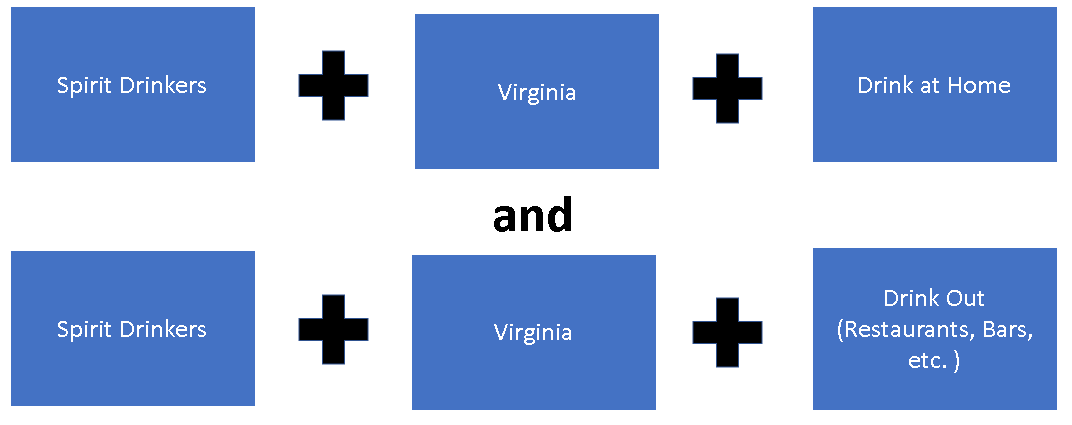 Spirit Drinkers
Virginia
Drink at Home
and
Spirit Drinkers
Virginia
Drink Out
(Restaurants, Bars,
etc. )